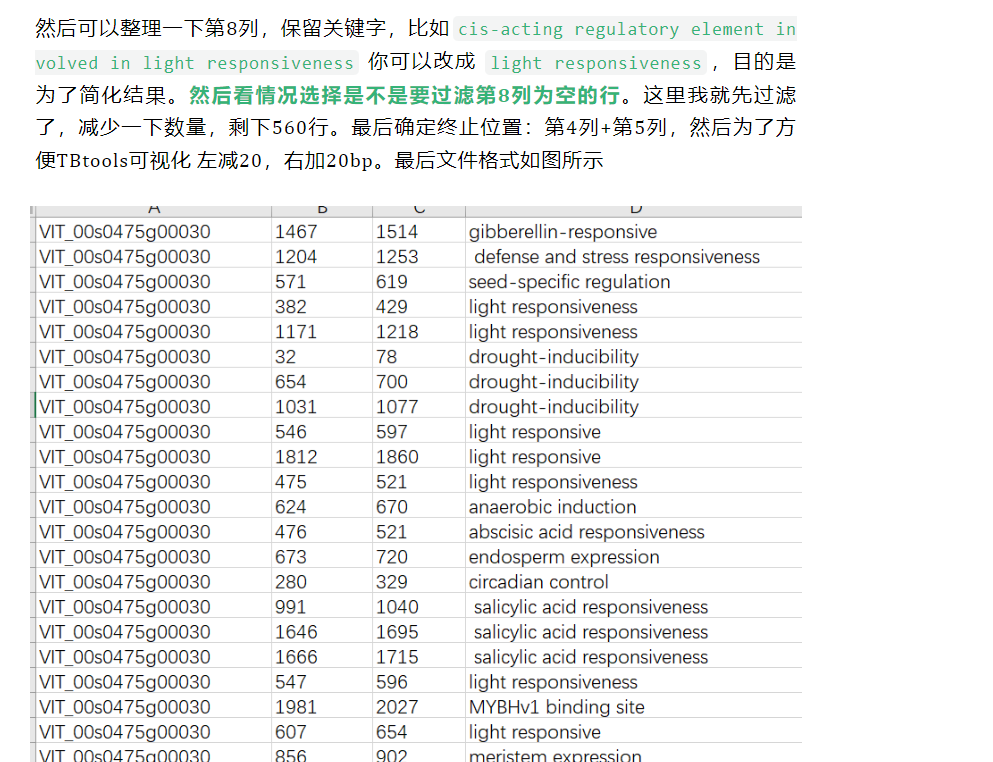 然后可以整理一下第8列，保留关键字，比如 cis-acting regulatory element in
volved in light responsiveness 你可以改成 light responsiveness ，目的是
为了简化结果。然后看情况选择是不是要过滤第8列为空的行。这里我就先过滤
了，减少一下数量，剩下560行。最后确定终止位置：第4列+第5列，然后为了方
便TBtools可视化 左减20，右加20bp。最后文件格式如图所示
A B C D
VIT_00s0475g00030 1467 1514 gibberellin-responsive
VIT_00s0475g00030 1204 1253 defense and stress responsiveness
VIT_00s0475g00030 571 619 seed-specific regulation
VIT_00s0475g00030 382 429 light responsiveness
VIT_00s0475g00030 1171 1218 light responsiveness
VIT_00s0475g00030 32 78 drought-inducibility
VIT_00s0475g00030 654 700 drought-inducibility
VIT_00s0475g00030 1031 1077 drought-inducibility
VIT_00s0475g00030 546 597 light responsive
VIT_00s0475g00030 1812 1860 light responsive
VIT_00s0475g00030 475 521 light responsiveness
VIT_00s0475g00030 624 670 anaerobic induction
VIT_00s0475g00030 476 521 abscisic acid responsiveness
VIT_00s0475g00030 673 720 endosperm expression
VIT_00s0475g00030 280 329 circadian control
VIT_00s0475g00030 991 1040 salicylic acid responsiveness
VIT_00s0475g00030 1646 1695 salicylic acid responsiveness
VIT_00s0475g00030 1666 1715 salicylic acid responsiveness
VIT_00s0475g00030 547 596 light responsiveness
VIT_00s0475g00030 1981 2027 MYBHv1 binding site
VIT_00s0475g00030 607 654 light responsive
VIT_00s0475g00030 856 902 meristem expression